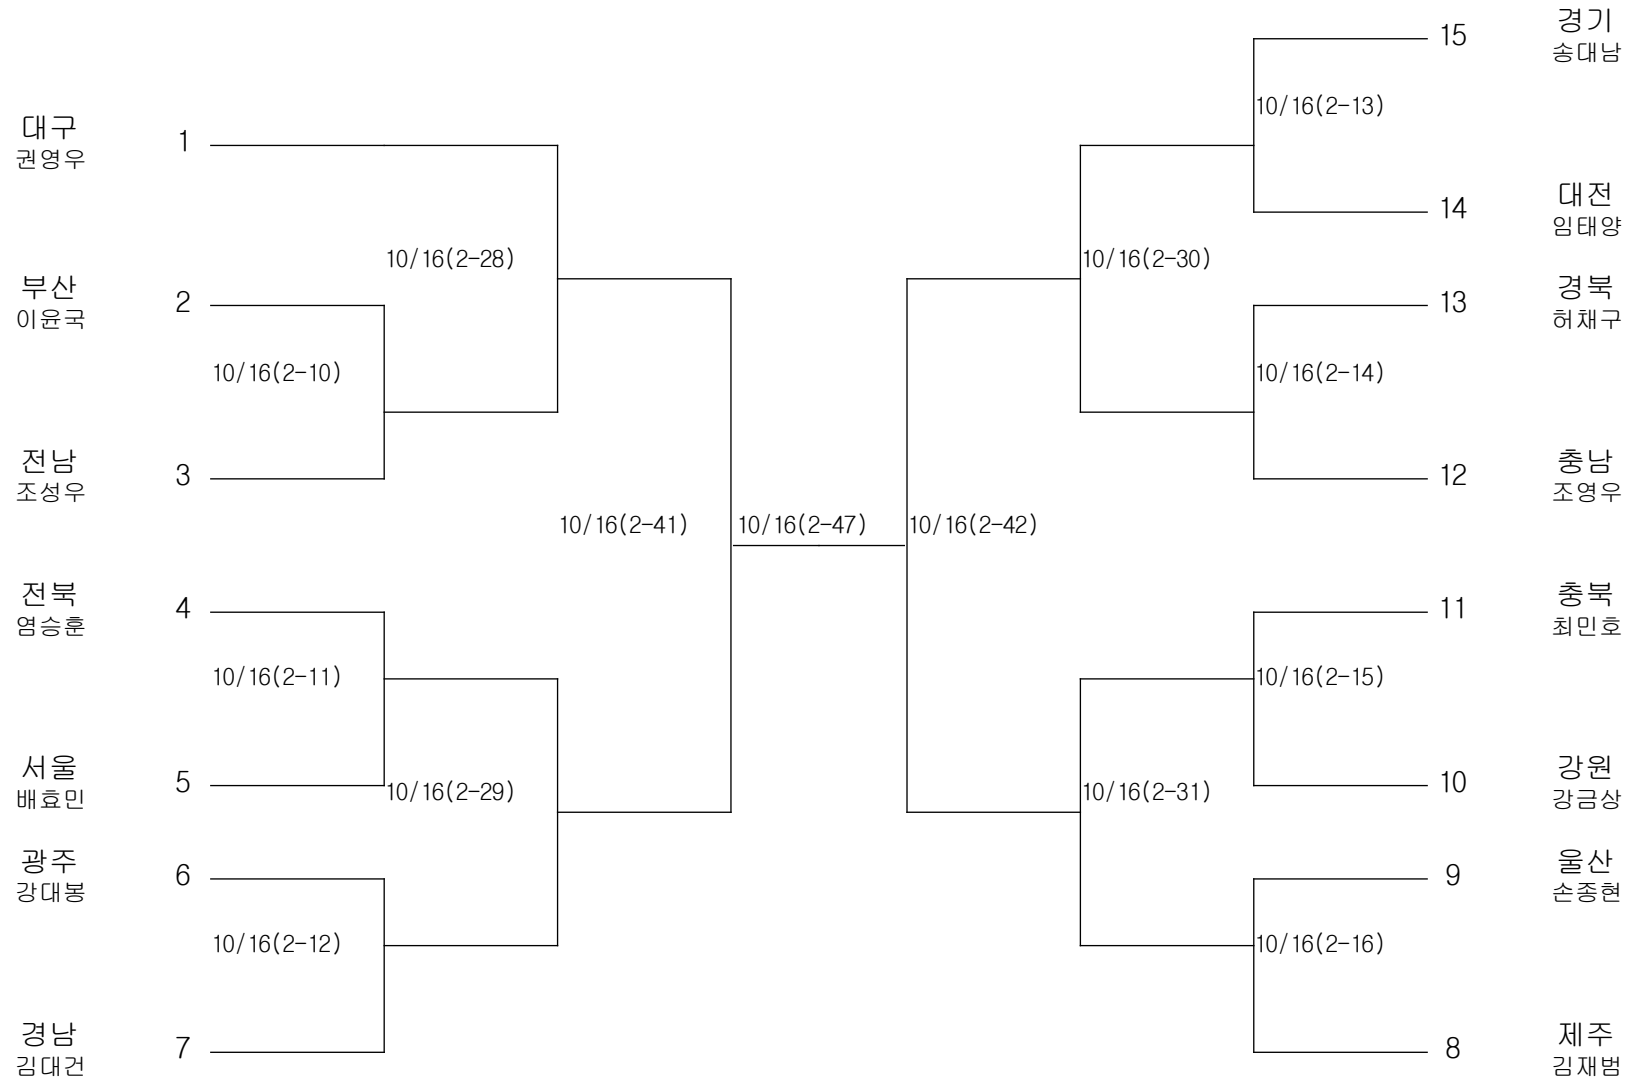 대구
권영우
1
10/16(2-28)
부산
이윤국
2
10/16(2-10)
전남
조성우
3
10/16(2-41)
전북
염승훈
4
10/16(2-11)
서울
배효민
5
10/16(2-29)
광주
강대봉
6
10/16(2-12)
경남
김대건
7
10/16(2-47)
15
경기
송대남
10/16(2-13)
14
대전
임태양
10/16(2-30)
13
경북
허채구
10/16(2-14)
12
충남
조영우
10/16(2-42)
11
충북
최민호
10/16(2-15)
10
강원
강금상
10/16(2-31)
9
울산
손종현
10/16(2-16)
8
제주
김재범